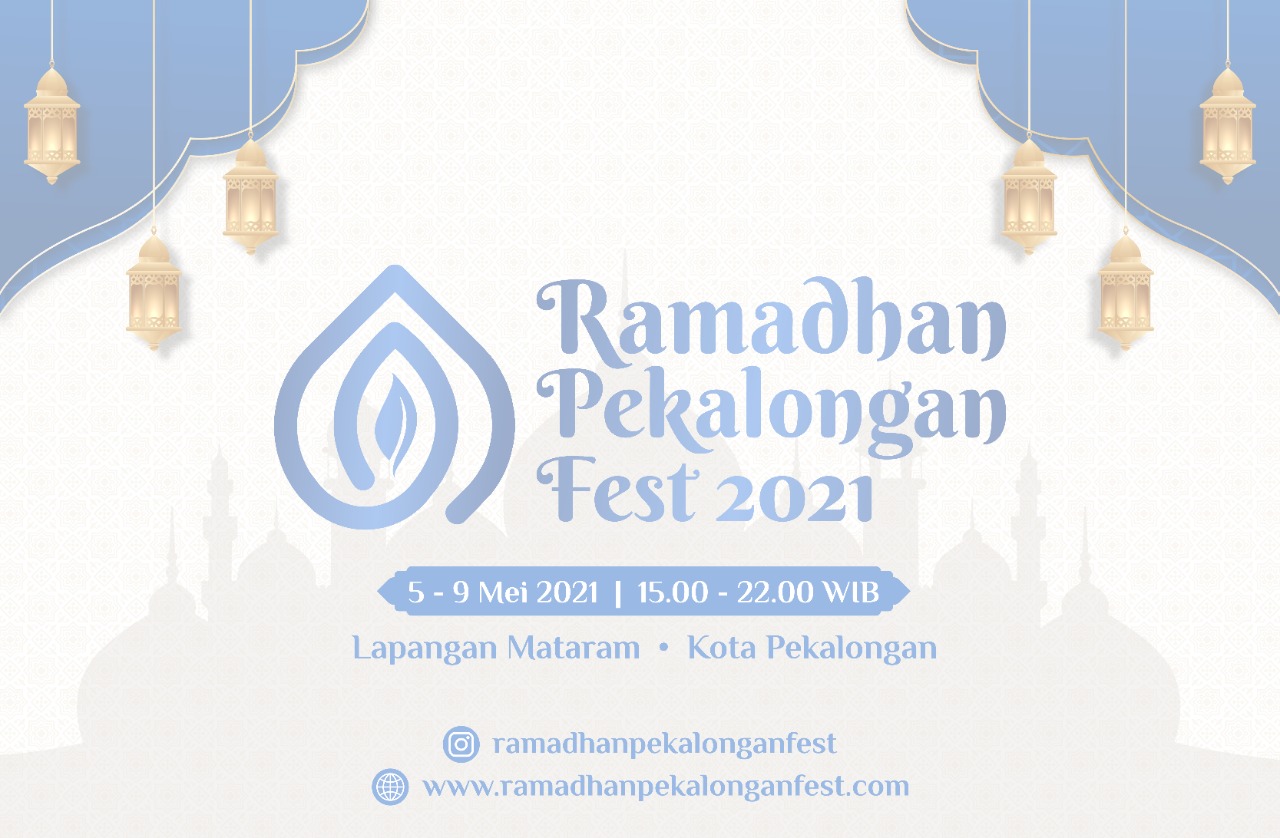 Ramadhan
Pekalongan
Fest 2021
5 - 9 Mei 2021 | 15.00 - 22.00 WIB
Lapangan Mataram • Kota Pekalongan
ramadhanpekalonganfest
www.ramadhanpekalonganfest.com